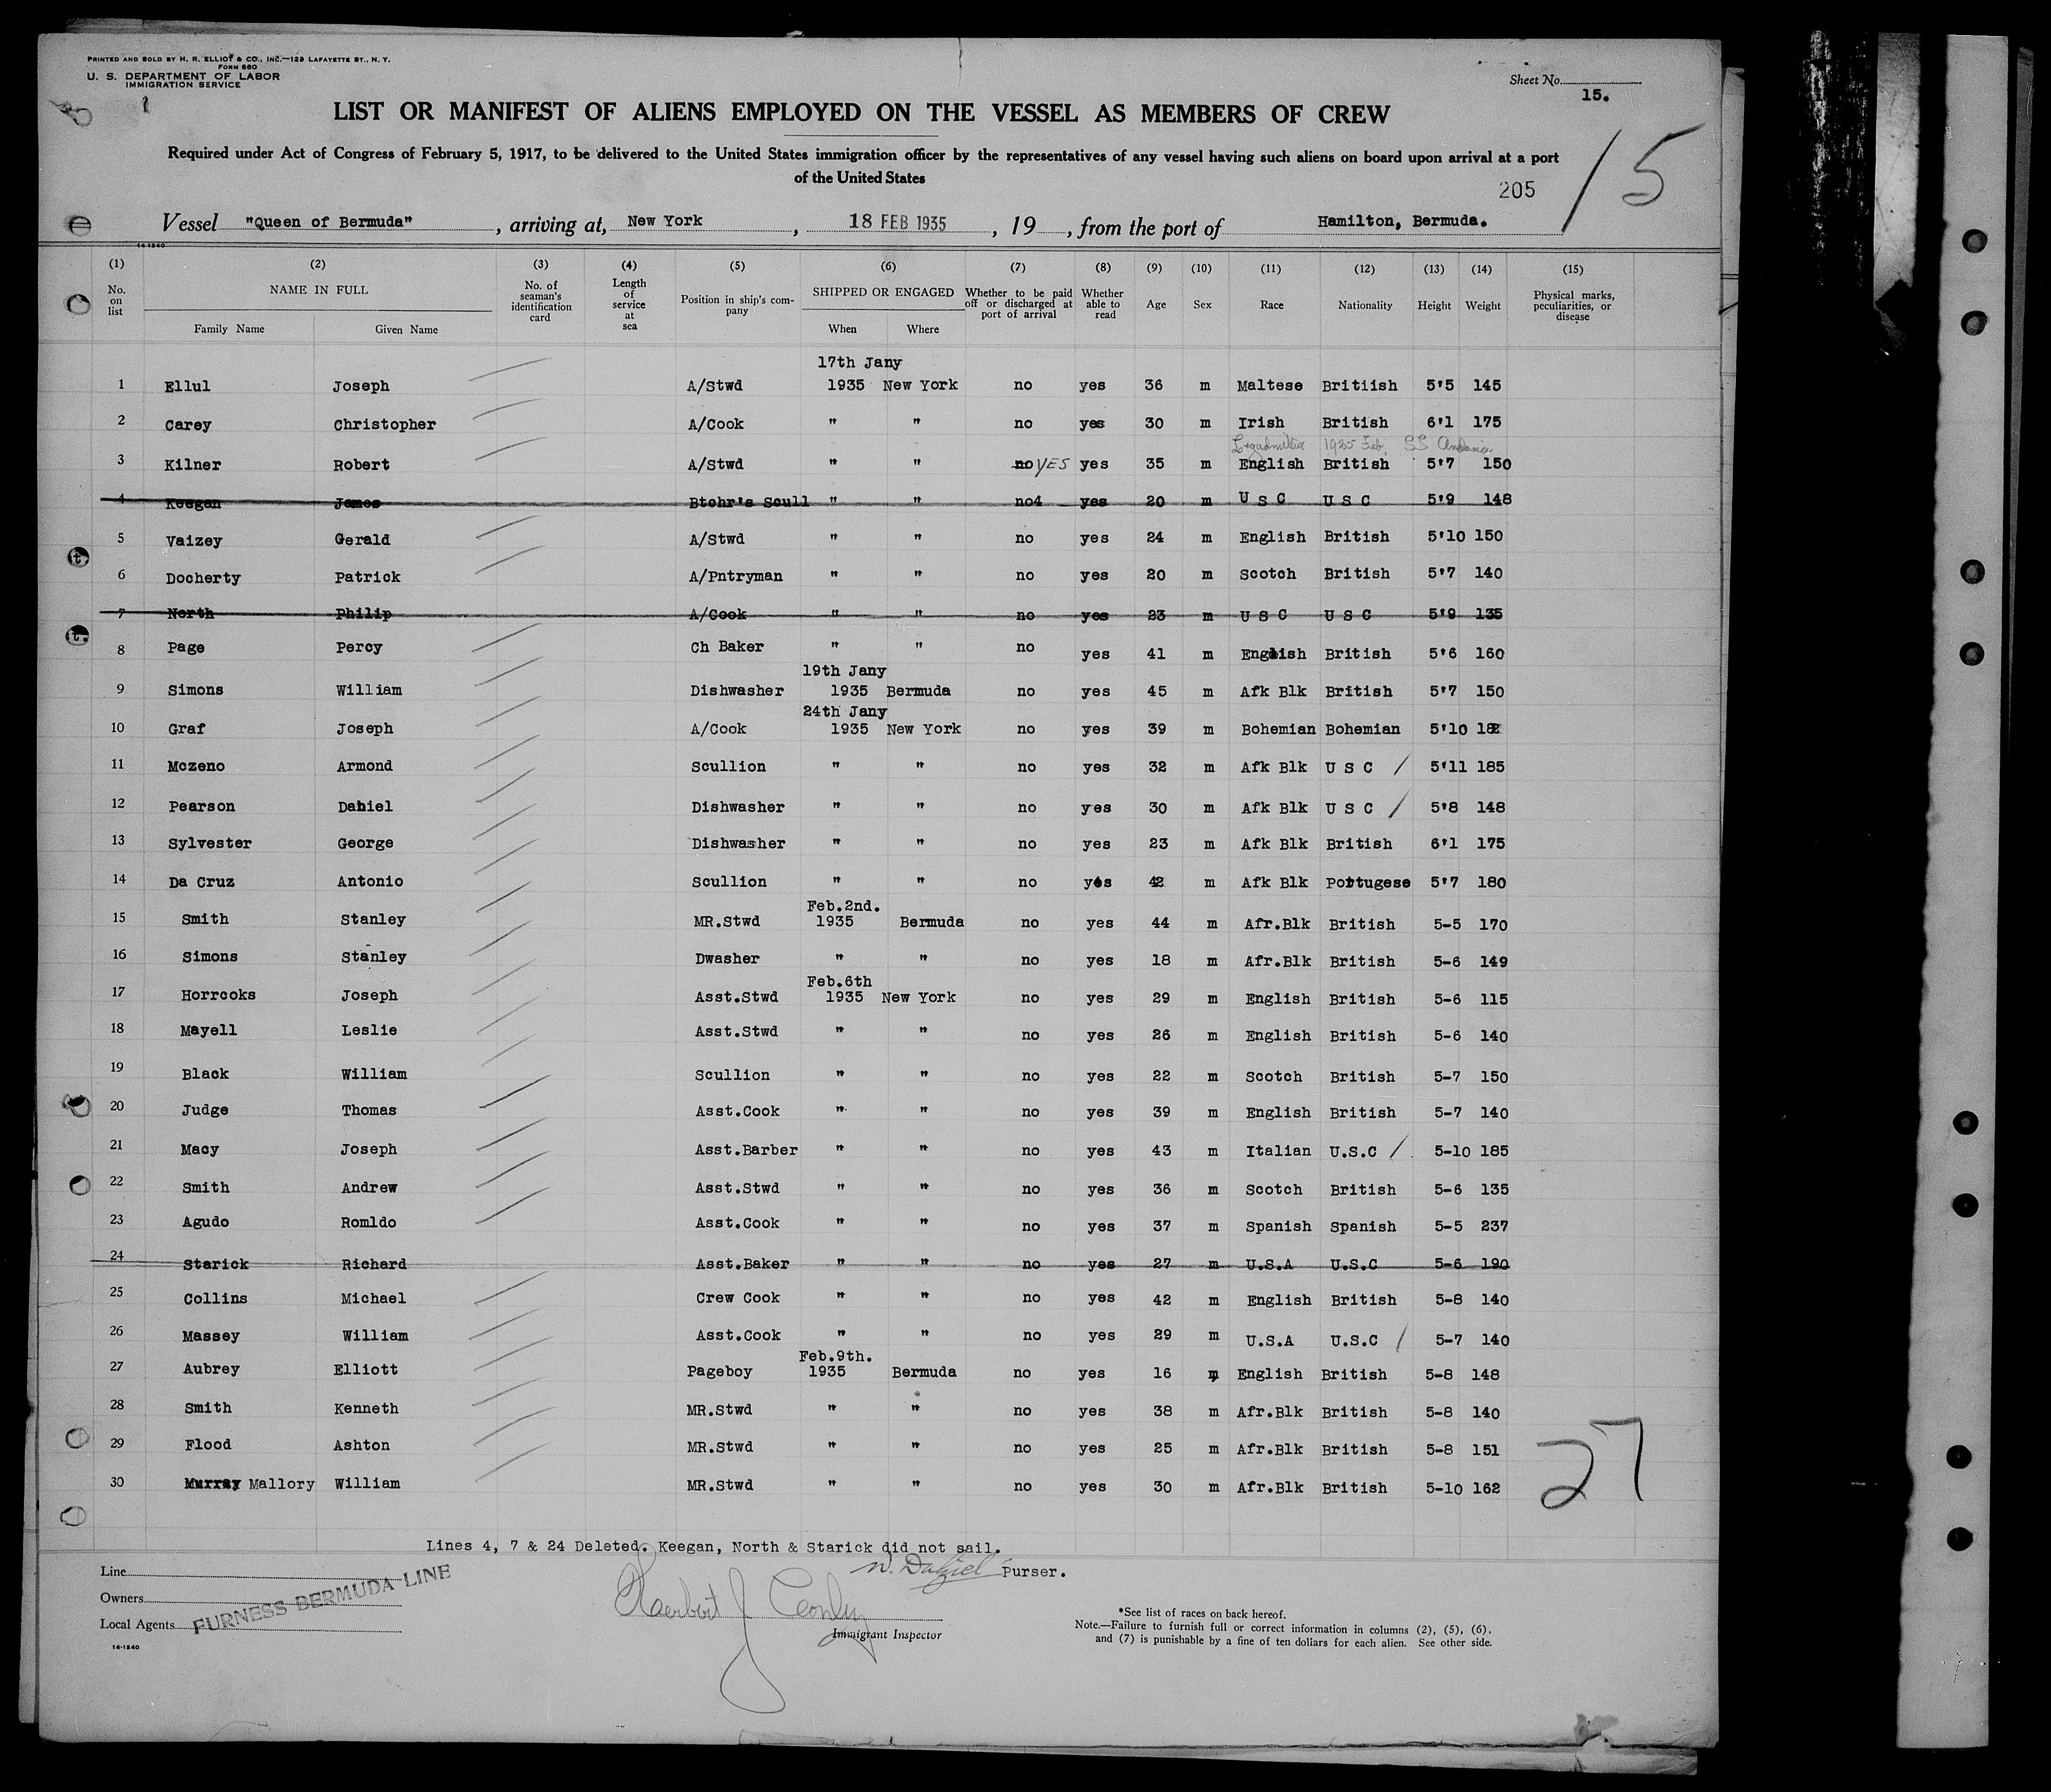 PRINTED AND SOLD BY H. R. ELLIOT & CO., INC.—129 LAFAYETTE ST., N. Y.
FORM 680
U. S. DEPARTMENT OF LABOR
IMMIGRATION SERVICE
Sheet No.
15.
LIST OR MANIFEST OF ALIENS EMPLOYED ON THE VESSEL AS MEMBERS OF CREW
Required under Act of Congress of February 5, 1917, to be delivered to the United States immigration officer by the representatives of any vessel having such aliens on board upon arrival at a port
of the United States
205
15
Vessel "Queen of Bermuda", arriving at, New York, 18 FEB 1935, 19 , from the port of Hamilton, Bermuda.
14-1240
(1) (2) (3) (4) (5) (6) (7) (8) (9) (10) (11) (12) (13) (14) (15)
No. on list NAME IN FULL Family Name Given Name No. of seaman's identification card Length of service at sea Position in ship's company SHIPPED OR ENGAGED When Where Whether to be paid off or discharged at port of arrival Whether able to read Age Sex Race Nationality Height Weight Physical marks, peculiarities, or disease
17th Jany
1 Ellul Joseph A/Stwd 1935 New York no yes 36 m Maltese Britiish 5'5 145
2 Carey Christopher A/Cook " " no yes 30 m Irish British 6'1 175
1925 Feb. SS
3 Kilner Robert A/Stwd " " no YES yes 35 m English British 5'7 150
4 Keegan James Btchr's Scull " " no4 yes 20 m U S C U S C 5'9 148
5 Vaizey Gerald A/Stwd " " no yes 24 m English British 5'10 150
6 Docherty Patrick A/Pntryman " " no yes 20 m Scotch British 5'7 140
7 North Philip A/Cook " " no yes 23 m U S C U S C 5'9 135
8 Page Percy Ch Baker " " no yes 41 m English British 5'6 160
19th Jany
9 Simons William Dishwasher 1935 Bermuda no yes 45 m Afk Blk British 5'7 150
24th Jany
10 Graf Joseph A/Cook 1935 New York no yes 39 m Bohemian Bohemian 5'10 182
11 Mczeno Armond Scullion " " no yes 32 m Afk Blk U S C / 5'11 185
12 Pearson Daniel Dishwasher " " no yes 30 m Afk Blk U S C / 5'8 148
13 Sylvester George Dishwasher " " no yes 23 m Afk Blk British 6'1 175
14 Da Cruz Antonio Scullion " " no yes 42 m Afk Blk Portugese 5'7 180
Feb.2nd.
15 Smith Stanley MR.Stwd 1935 Bermuda no yes 44 m Afr.Blk British 5-5 170
16 Simons Stanley Dwasher " " no yes 18 m Afr.Blk British 5-6 149
Feb.6th
17 Horrocks Joseph Asst.Stwd 1935 New York no yes 29 m English British 5-6 115
18 Mayell Leslie Asst.Stwd " " no yes 26 m English British 5-6 140
19 Black William Scullion " " no yes 22 m Scotch British 5-7 150
20 Judge Thomas Asst.Cook " " no yes 39 m English British 5-7 140
21 Macy Joseph Asst.Barber " " no yes 43 m Italian U.S.C / 5-10 185
22 Smith Andrew Asst.Stwd " " no yes 36 m Scotch British 5-6 135
23 Agudo Romldo Asst.Cook " " no yes 37 m Spanish Spanish 5-5 237
24 Starick Richard Asst.Baker " " no yes 27 m U.S.A U.S.C 5-6 190
25 Collins Michael Crew Cook " " no yes 42 m English British 5-8 140
26 Massey William Asst.Cook " " no yes 29 m U.S.A U.S.C / 5-7 140
Feb.9th.
27 Aubrey Elliott Pageboy 1935 Bermuda no yes 16 m English British 5-8 148
28 Smith Kenneth MR.Stwd " " no yes 38 m Afr.Blk British 5-8 140
29 Flood Ashton MR.Stwd " " no yes 25 m Afr.Blk British 5-8 151
30 Murray Mallory William MR.Stwd " " no yes 30 m Afr.Blk British 5-10 162
27
Lines 4, 7 & 24 Deleted. Keegan, North & Starick did not sail.
Purser.
Line
Owners
Local Agents FURNESS BERMUDA LINE
14-1240
Immigrant Inspector
*See list of races on back hereof.
Note.—Failure to furnish full or correct information in columns (2), (5), (6),
and (7) is punishable by a fine of ten dollars for each alien. See other side.